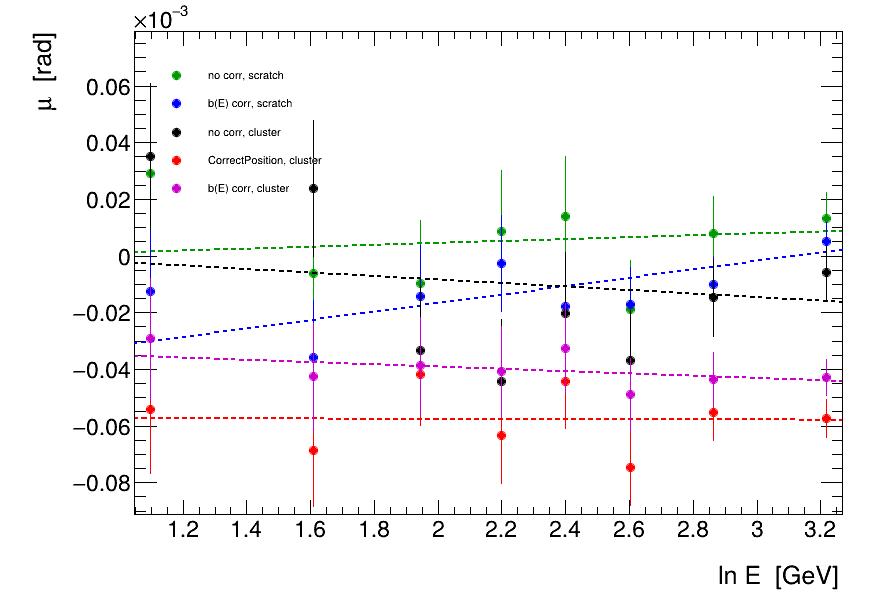 ×10⁻³
μ [rad]
0.06
0.04
0.02
0
−0.02
−0.04
−0.06
−0.08
no corr, scratch
b(E) corr, scratch
no corr, cluster
CorrectPosition, cluster
b(E) corr, cluster
1.2 1.4 1.6 1.8 2 2.2 2.4 2.6 2.8 3 3.2
ln E [GeV]